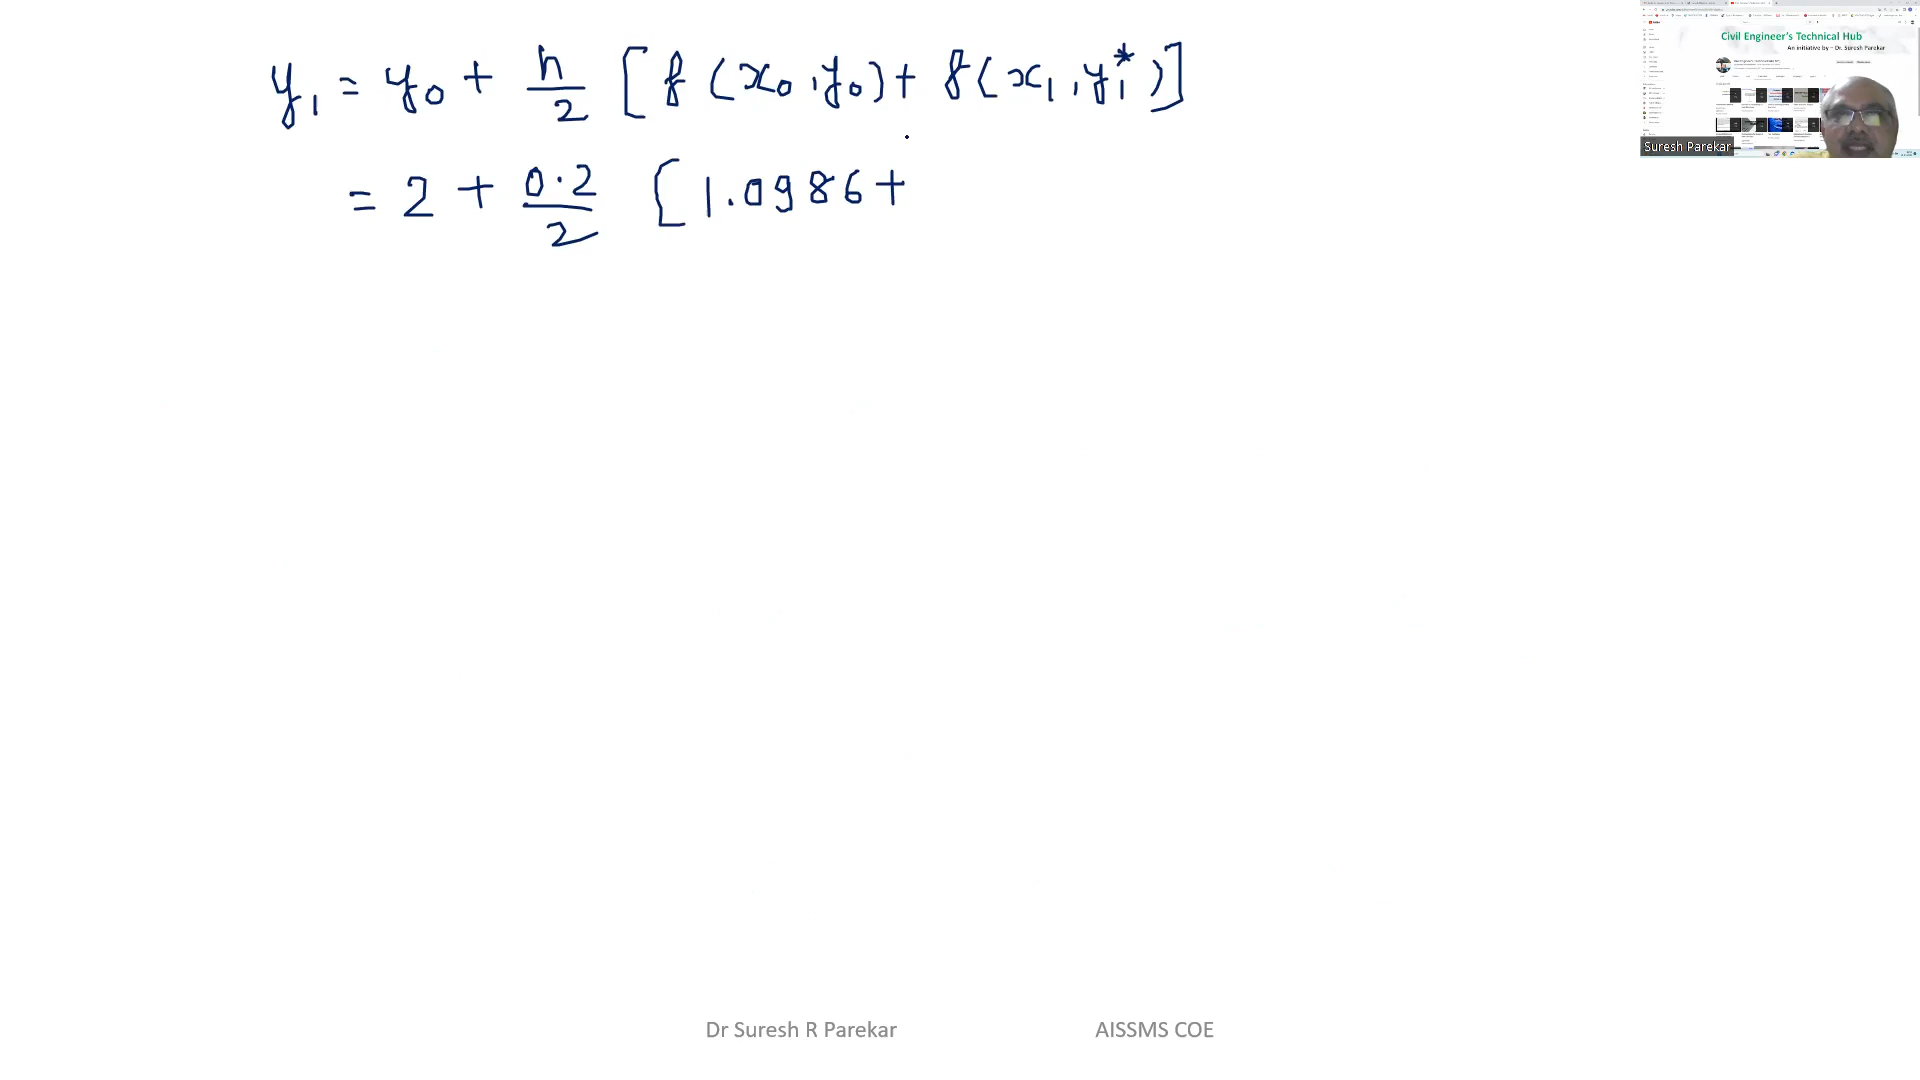 y₁ = y₀ + h/2 [f(x₀, y₀) + f(x₁, y₁*)]
= 2 + 0.2/2 [1.0986 +
Civil Engineer's Technical Hub
An initiative by – Dr. Suresh Parekar
Suresh Parekar
Dr Suresh R Parekar AISSMS COE